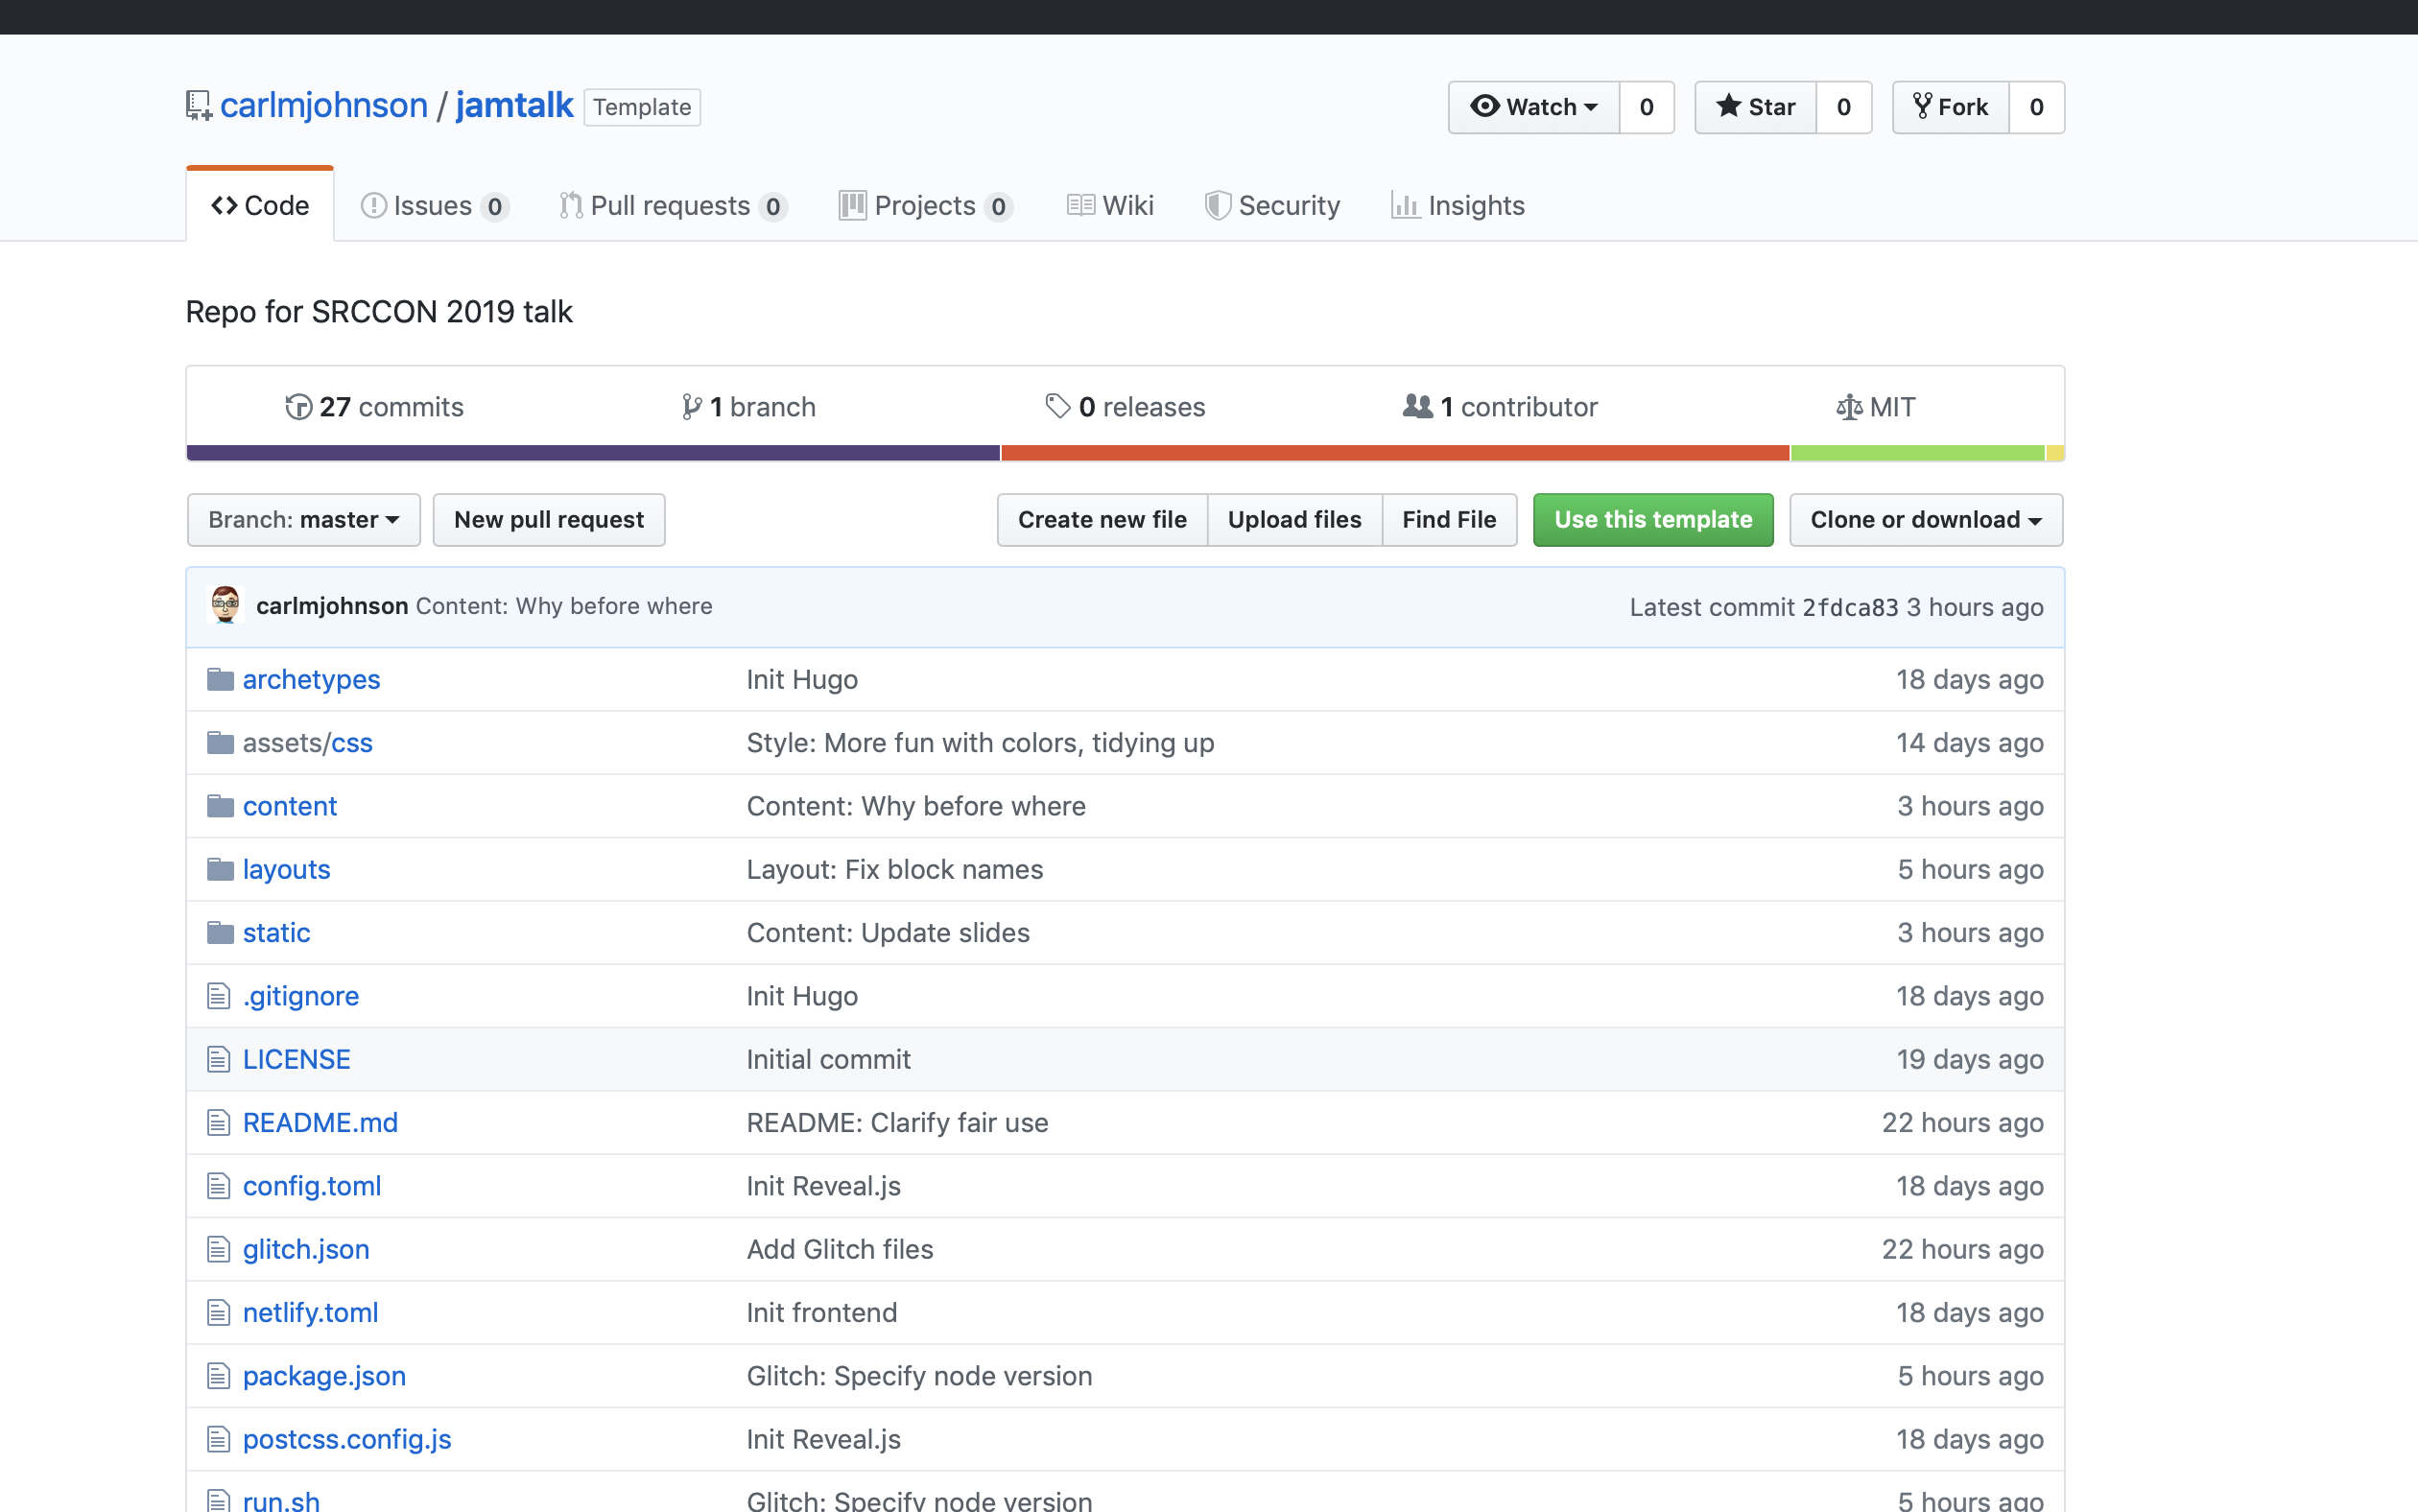 carlmjohnson / jamtalk Template Watch 0 Star 0 Fork 0
Code Issues 0 Pull requests 0 Projects 0 Wiki Security Insights
Repo for SRCCON 2019 talk
27 commits 1 branch 0 releases 1 contributor MIT
Branch: master New pull request Create new file Upload files Find File Use this template Clone or download
carlmjohnson Content: Why before where Latest commit 2fdca83 3 hours ago
archetypes Init Hugo 18 days ago
assets/css Style: More fun with colors, tidying up 14 days ago
content Content: Why before where 3 hours ago
layouts Layout: Fix block names 5 hours ago
static Content: Update slides 3 hours ago
.gitignore Init Hugo 18 days ago
LICENSE Initial commit 19 days ago
README.md README: Clarify fair use 22 hours ago
config.toml Init Reveal.js 18 days ago
glitch.json Add Glitch files 22 hours ago
netlify.toml Init frontend 18 days ago
package.json Glitch: Specify node version 5 hours ago
postcss.config.js Init Reveal.js 18 days ago
run.sh Glitch: Specify node version 5 hours ago